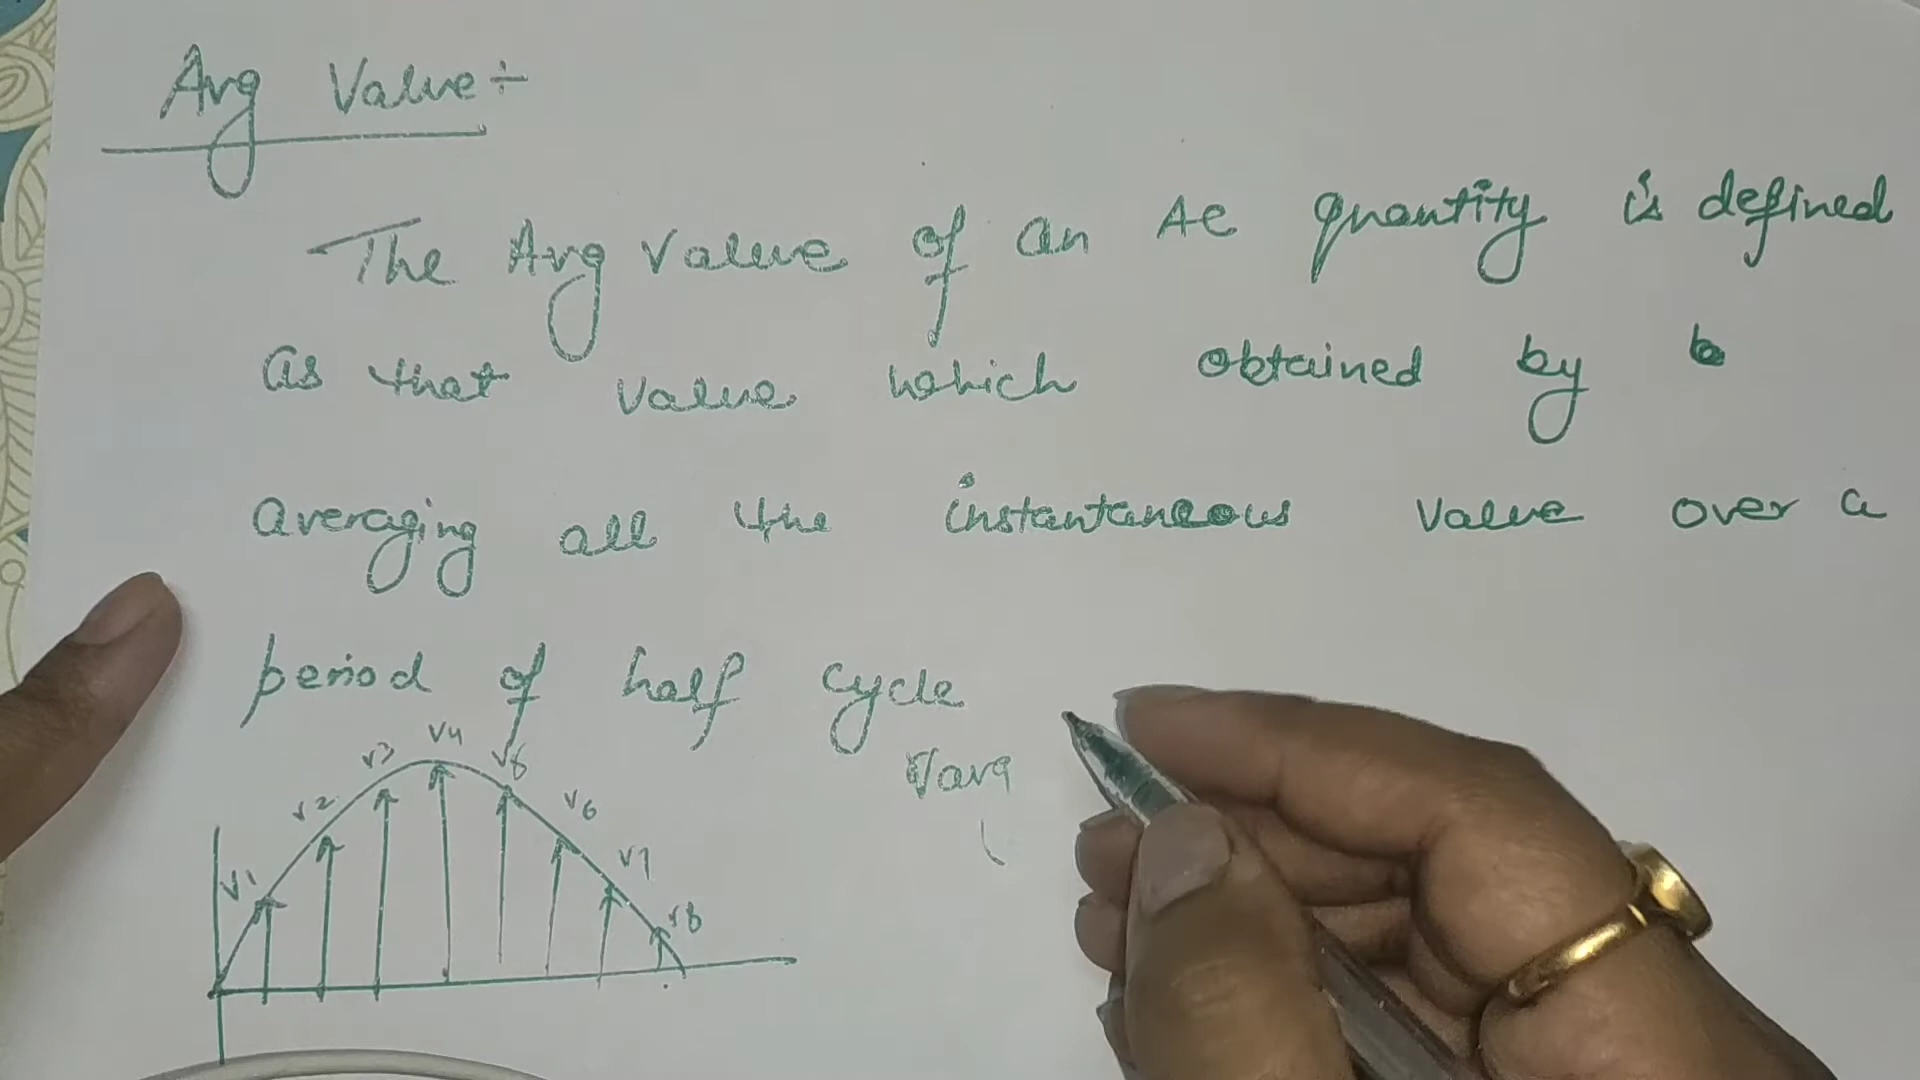 Avg Value ÷
The Avg Value of an AC quantity is defined
as that value which obtained by
averaging all the instantaneous value over a
period of half cycle
V1 V2 V3 V4 V5 V6 V7 V8
Vavg